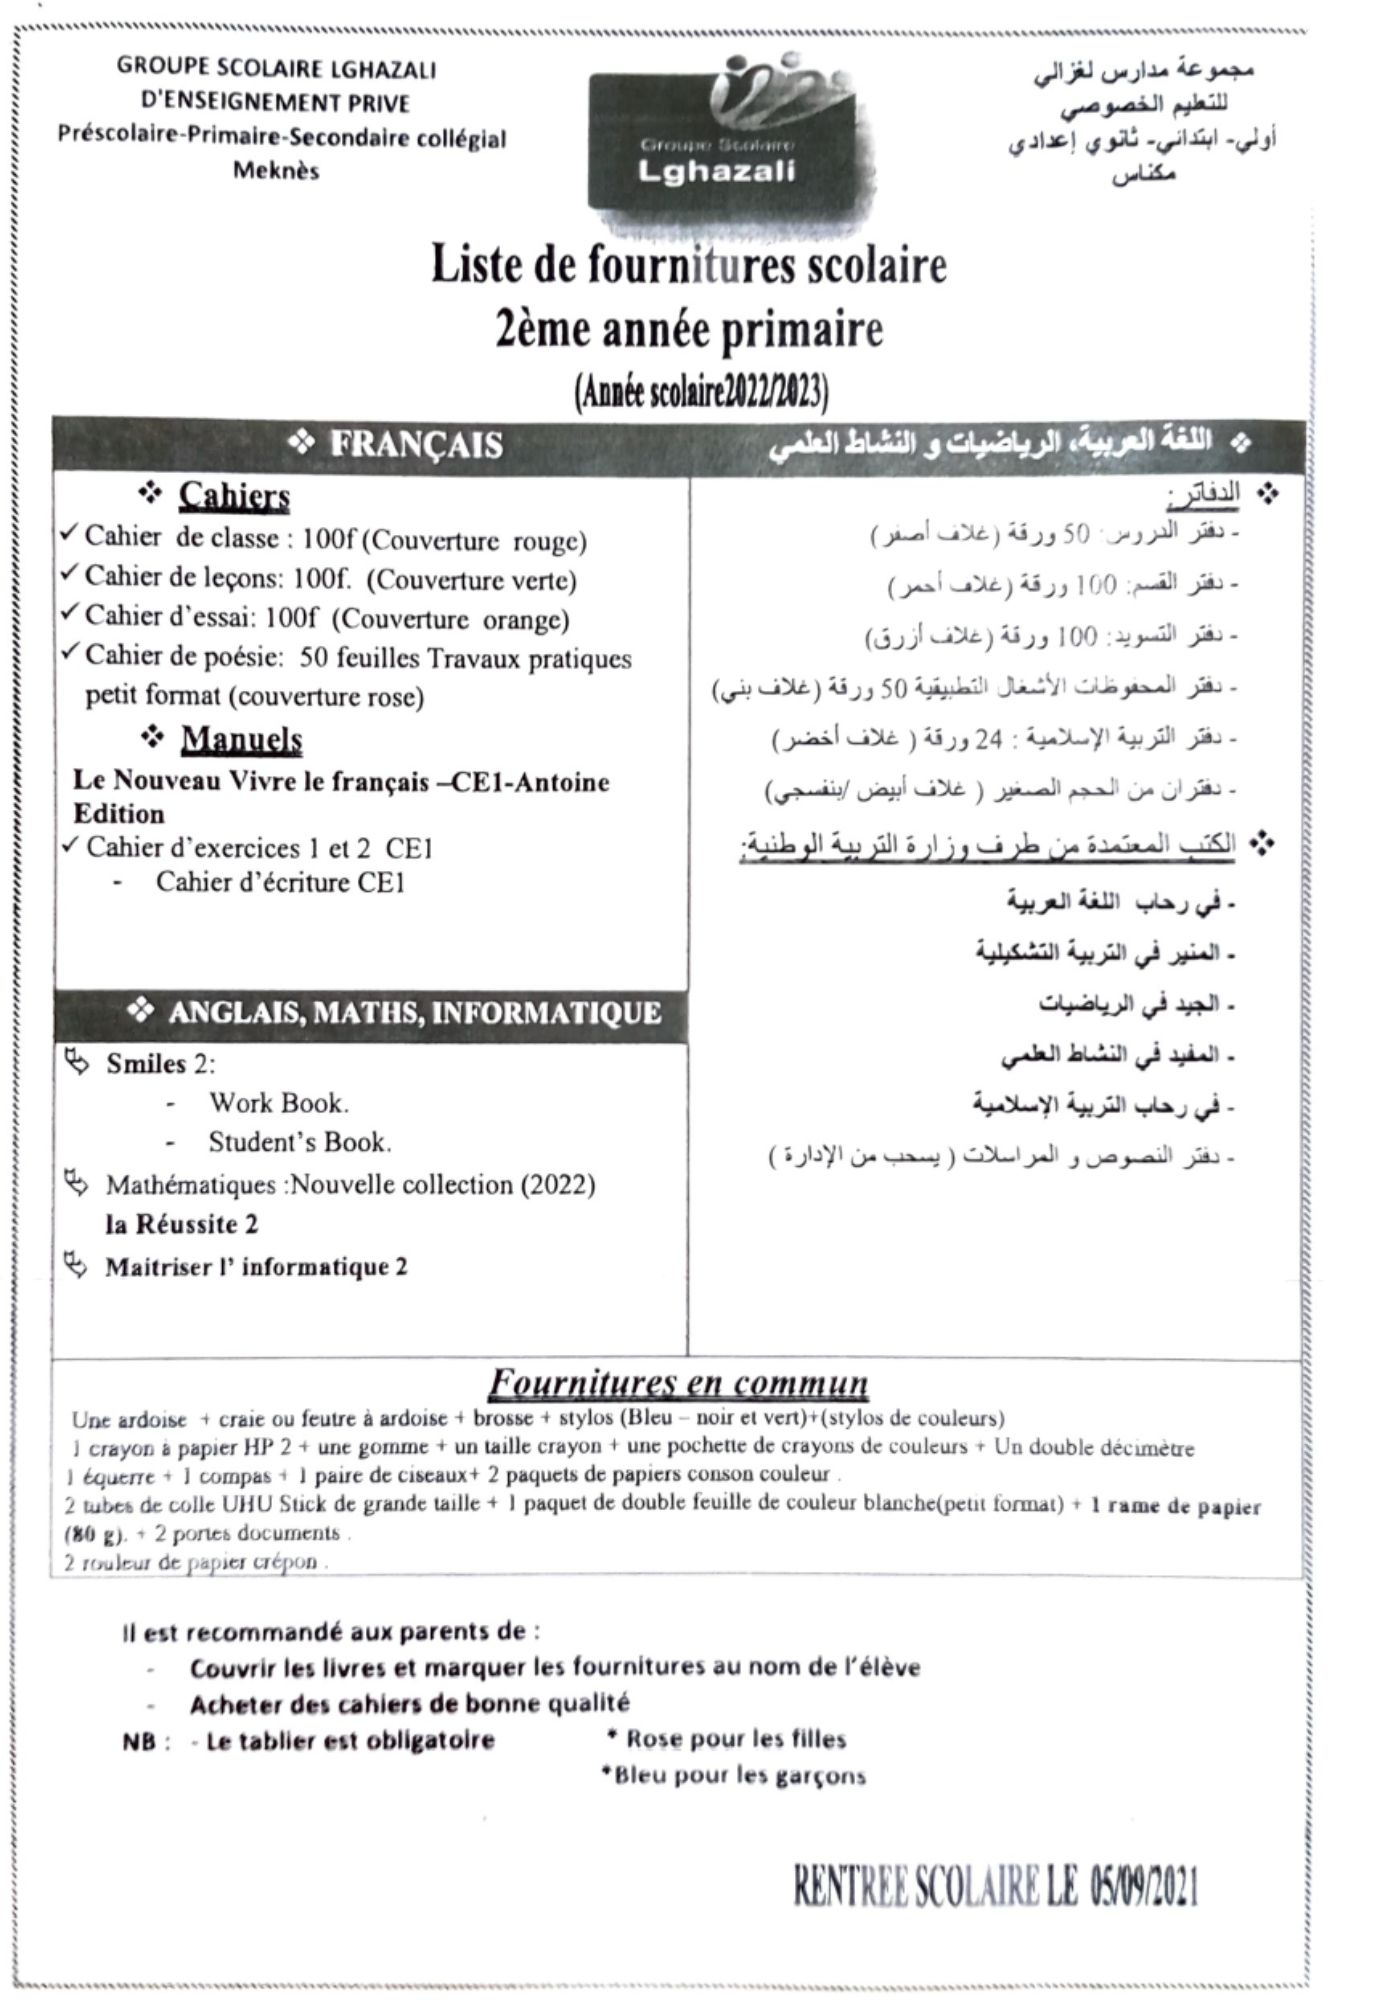 GROUPE SCOLAIRE LGHAZALI
D'ENSEIGNEMENT PRIVE
Préscolaire-Primaire-Secondaire collégial
Meknès
Groupe Scolaire
Lghazali
مجموعة مدارس لغزالي
للتعليم الخصوصي
أولي- ابتدائي- ثانوي إعدادي
مكناس
Liste de fournitures scolaire
2ème année primaire
(Année scolaire2022/2023)
❖ FRANÇAIS
❖ Cahiers
✓ Cahier de classe : 100f (Couverture rouge)
✓ Cahier de leçons: 100f. (Couverture verte)
✓ Cahier d'essai: 100f (Couverture orange)
✓ Cahier de poésie: 50 feuilles Travaux pratiques
petit format (couverture rose)
❖ Manuels
Le Nouveau Vivre le français –CE1-Antoine
Edition
✓ Cahier d'exercices 1 et 2 CE1
- Cahier d'écriture CE1
❖ ANGLAIS, MATHS, INFORMATIQUE
Smiles 2:
- Work Book.
- Student's Book.
Mathématiques :Nouvelle collection (2022)
la Réussite 2
Maitriser l' informatique 2
❖ اللغة العربية، الرياضيات و النشاط العلمي
❖ الدفاتر:
- دفتر الدروس: 50 ورقة (غلاف أصفر)
- دفتر القسم: 100 ورقة (غلاف أحمر)
- دفتر التسويد: 100 ورقة (غلاف أزرق)
- دفتر المحفوظات الأشغال التطبيقية 50 ورقة (غلاف بني)
- دفتر التربية الإسلامية : 24 ورقة ( غلاف أخضر)
- دفتران من الحجم الصغير ( غلاف أبيض /بنفسجي)
❖ الكتب المعتمدة من طرف وزارة التربية الوطنية:
- في رحاب اللغة العربية
- المنير في التربية التشكيلية
- الجيد في الرياضيات
- المفيد في النشاط العلمي
- في رحاب التربية الإسلامية
- دفتر النصوص و المراسلات ( يسحب من الإدارة )
Fournitures en commun
Une ardoise + craie ou feutre à ardoise + brosse + stylos (Bleu – noir et vert)+(stylos de couleurs)
1 crayon à papier HP 2 + une gomme + un taille crayon + une pochette de crayons de couleurs + Un double décimètre
1 équerre + 1 compas + 1 paire de ciseaux+ 2 paquets de papiers conson couleur .
2 tubes de colle UHU Stick de grande taille + 1 paquet de double feuille de couleur blanche(petit format) + 1 rame de papier
(80 g). + 2 portes documents .
2 rouleur de papier crépon .
Il est recommandé aux parents de :
- Couvrir les livres et marquer les fournitures au nom de l'élève
- Acheter des cahiers de bonne qualité
NB : - Le tablier est obligatoire * Rose pour les filles
*Bleu pour les garçons
RENTREE SCOLAIRE LE 05/09/2021